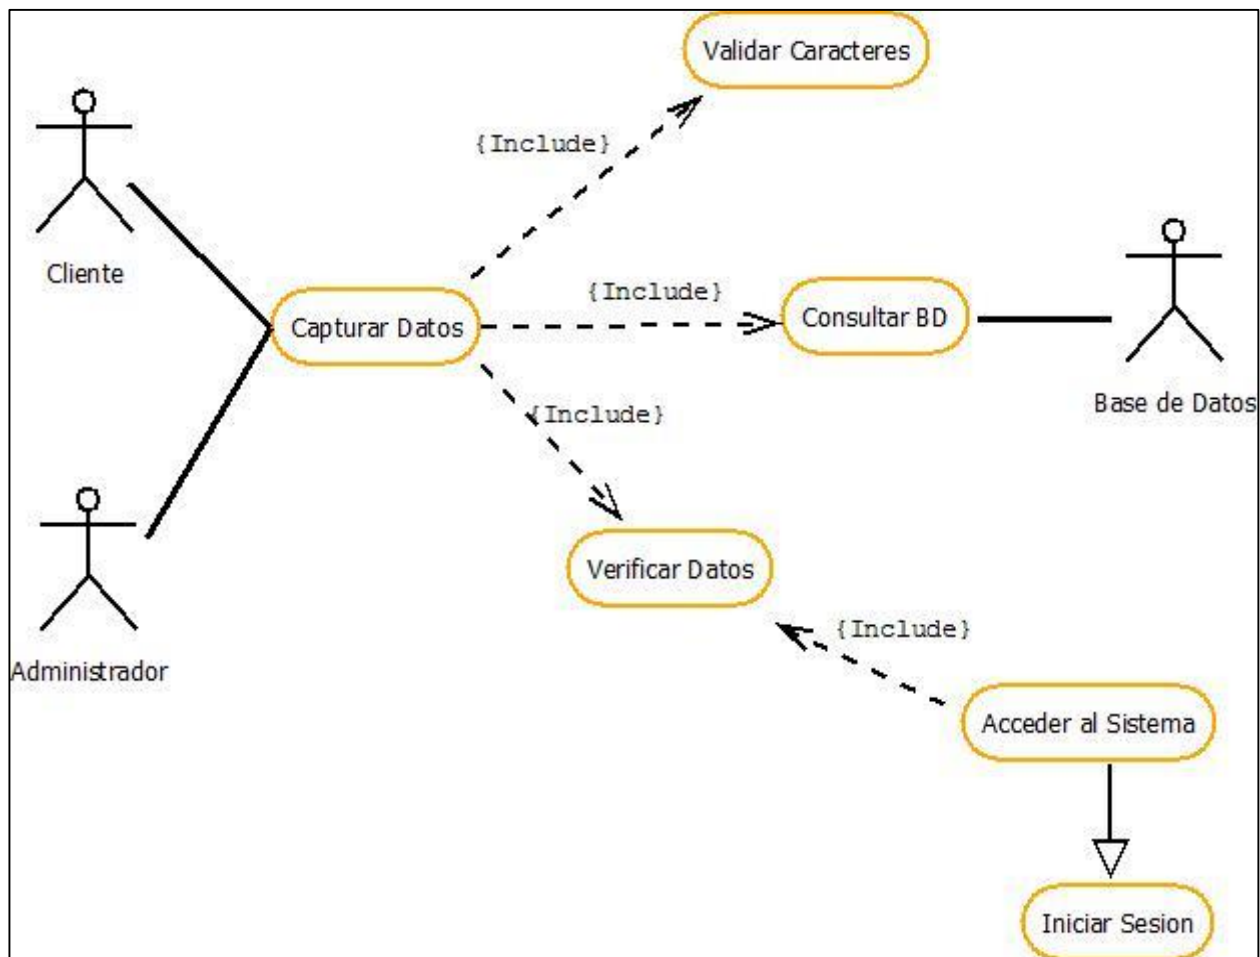 Validar Caracteres
{Include}
Cliente
{Include}
Capturar Datos
Consultar BD
Base de Datos
{Include}
Verificar Datos
{Include}
Administrador
Acceder al Sistema
Iniciar Sesion